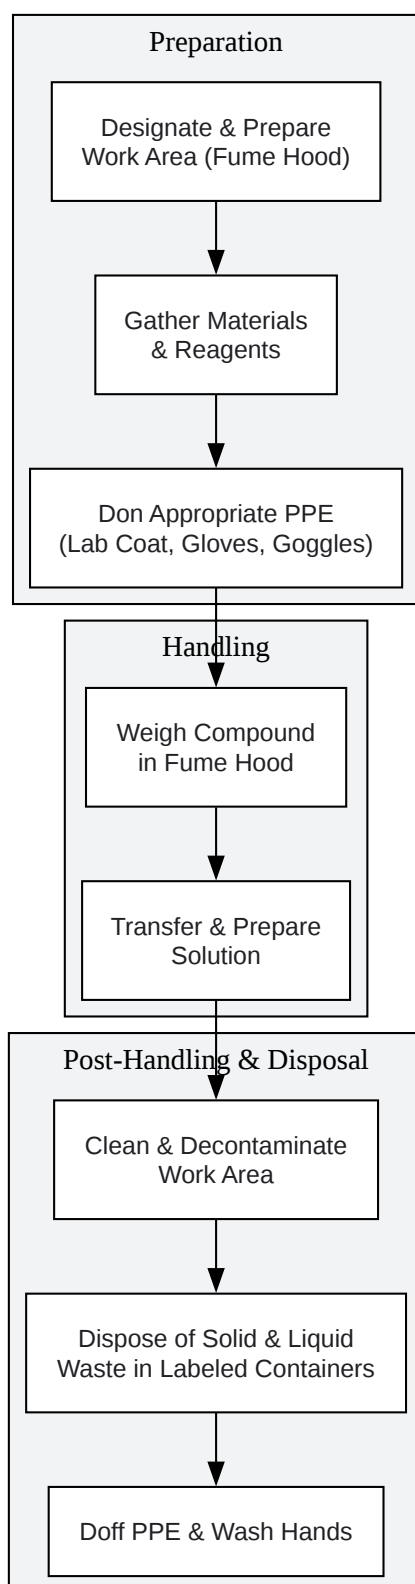 Preparation
Designate & Prepare
Work Area (Fume Hood)
Gather Materials
& Reagents
Don Appropriate PPE
(Lab Coat, Gloves, Goggles)
Handling
Weigh Compound
in Fume Hood
Transfer & Prepare
Solution
Post-Handling & Disposal
Clean & Decontaminate
Work Area
Dispose of Solid & Liquid
Waste in Labeled Containers
Doff PPE & Wash Hands